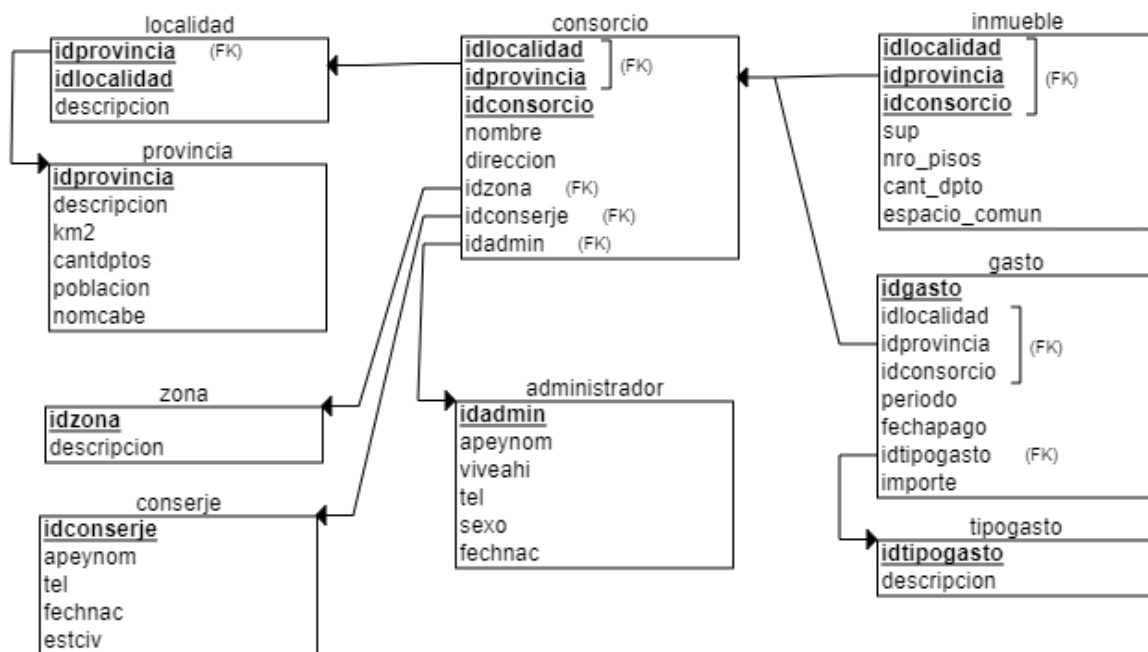 localidad
idprovincia (FK)
idlocalidad
descripcion
provincia
idprovincia
descripcion
km2
cantdptos
poblacion
nomcabe
zona
idzona
descripcion
conserje
idconserje
apeynom
tel
fechnac
estciv
consorcio
idlocalidad
idprovincia
(FK)
idconsorcio
nombre
direccion
idzona (FK)
idconserje (FK)
idadmin (FK)
administrador
idadmin
apeynom
viveahi
tel
sexo
fechnac
inmueble
idlocalidad
idprovincia (FK)
idconsorcio
sup
nro_pisos
cant_dpto
espacio_comun
gasto
idgasto
idlocalidad
idprovincia (FK)
idconsorcio
periodo
fechapago
idtipogasto (FK)
importe
tipogasto
idtipogasto
descripcion